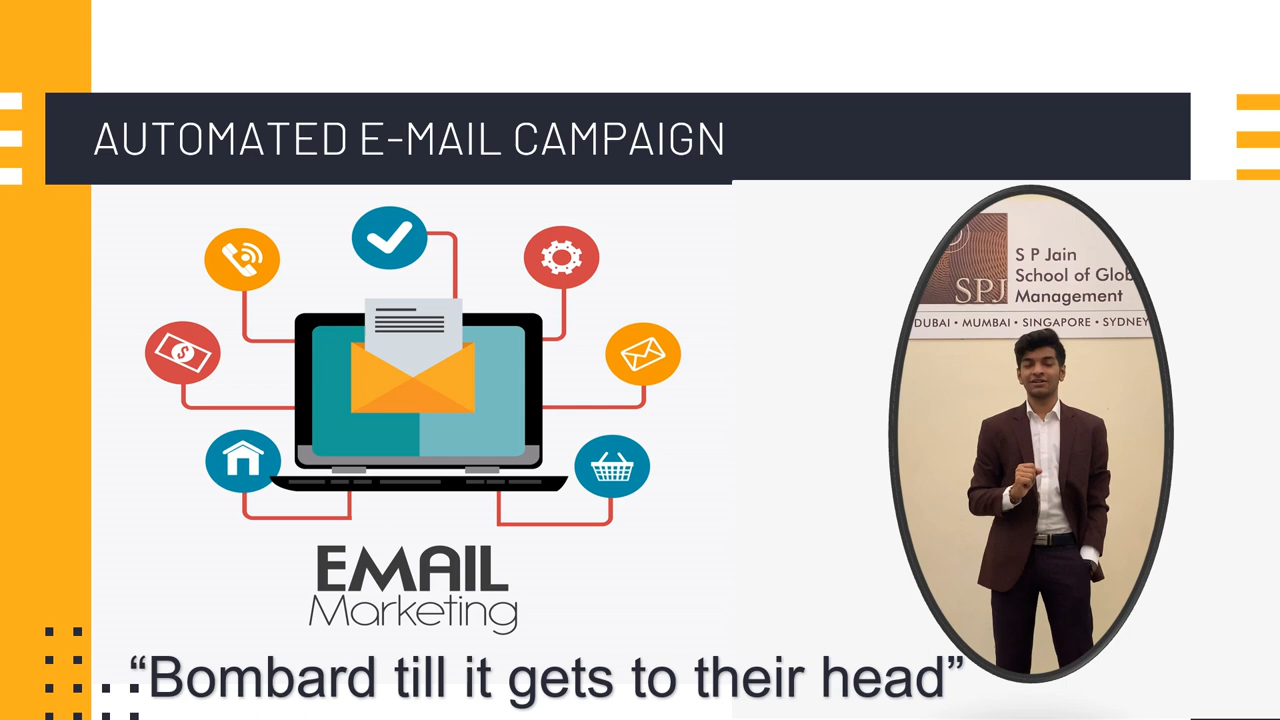 AUTOMATED E-MAIL CAMPAIGN
SPJ
S P Jain
School of Glob
Management
DUBAI • MUMBAI • SINGAPORE • SYDNEY
EMAIL
Marketing
“Bombard till it gets to their head”